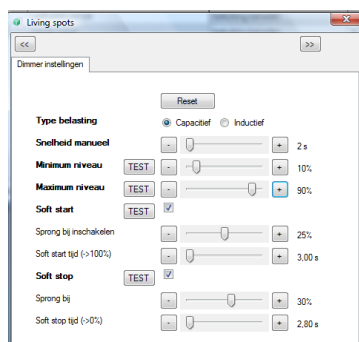 Living spots
<< >>
Dimmer instellingen
Reset
Type belasting Capacitief Inductief
Snelheid manueel - + 2 s
Minimum niveau TEST - + 10%
Maximum niveau TEST - + 90%
Soft start TEST
Sprong bij inschakelen - + 25%
Soft start tijd (->100%) - + 3,00 s
Soft stop TEST
Sprong bij - + 30%
Soft stop tijd (->0%) - + 2,80 s